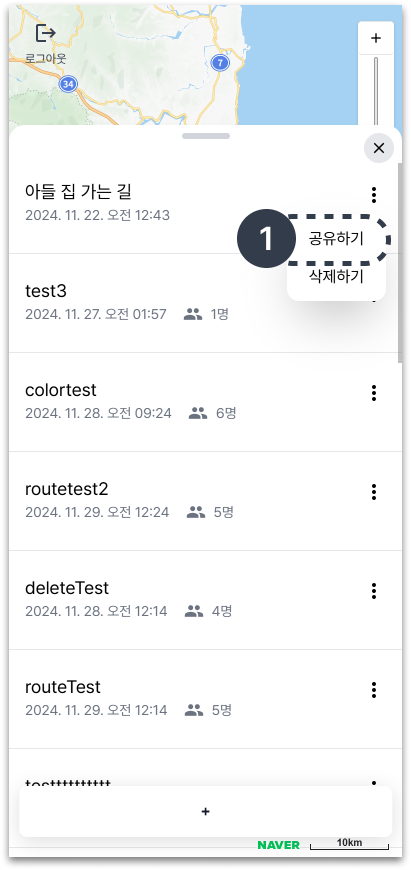 로그아웃
7
34
+
아들 집 가는 길
2024. 11. 22. 오전 12:43
1
공유하기
삭제하기
test3
2024. 11. 27. 오전 01:57 1명
colortest
2024. 11. 28. 오전 09:24 6명
routetest2
2024. 11. 29. 오전 12:24 5명
deleteTest
2024. 11. 28. 오전 12:14 4명
routeTest
2024. 11. 29. 오전 12:14 5명
+
NAVER 10km